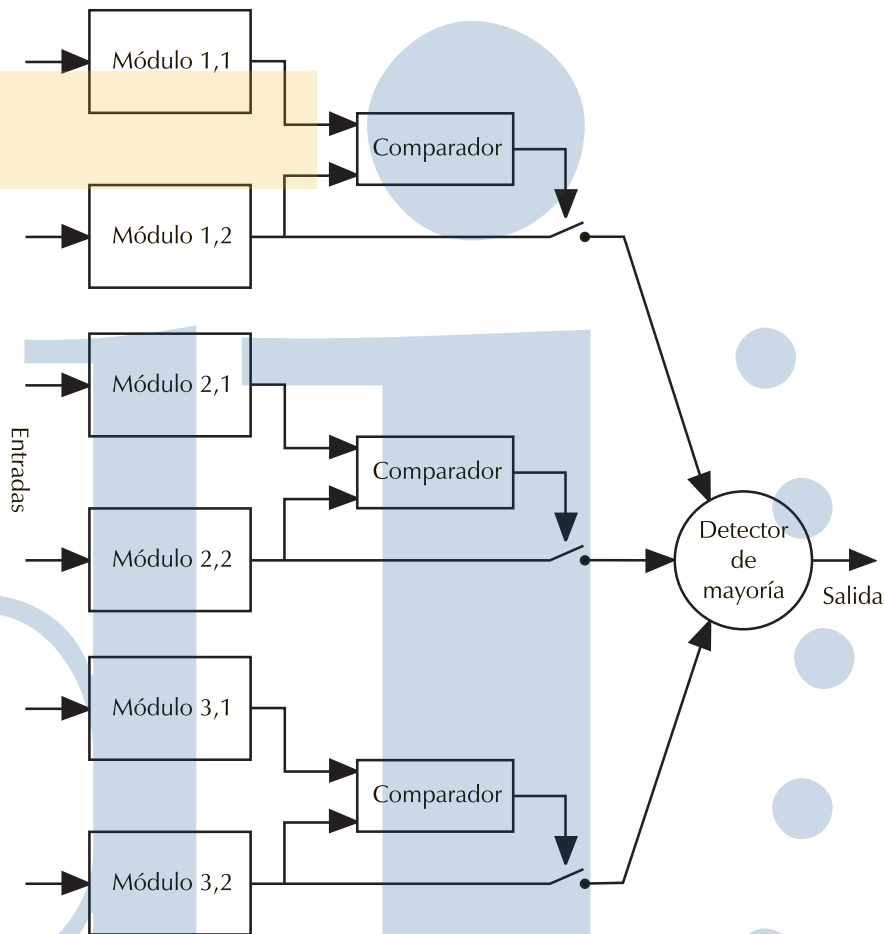 Módulo 1,1
Comparador
Módulo 1,2
Módulo 2,1
Entradas
Comparador
Módulo 2,2
Detector
de
mayoría
Salida
Módulo 3,1
Comparador
Módulo 3,2